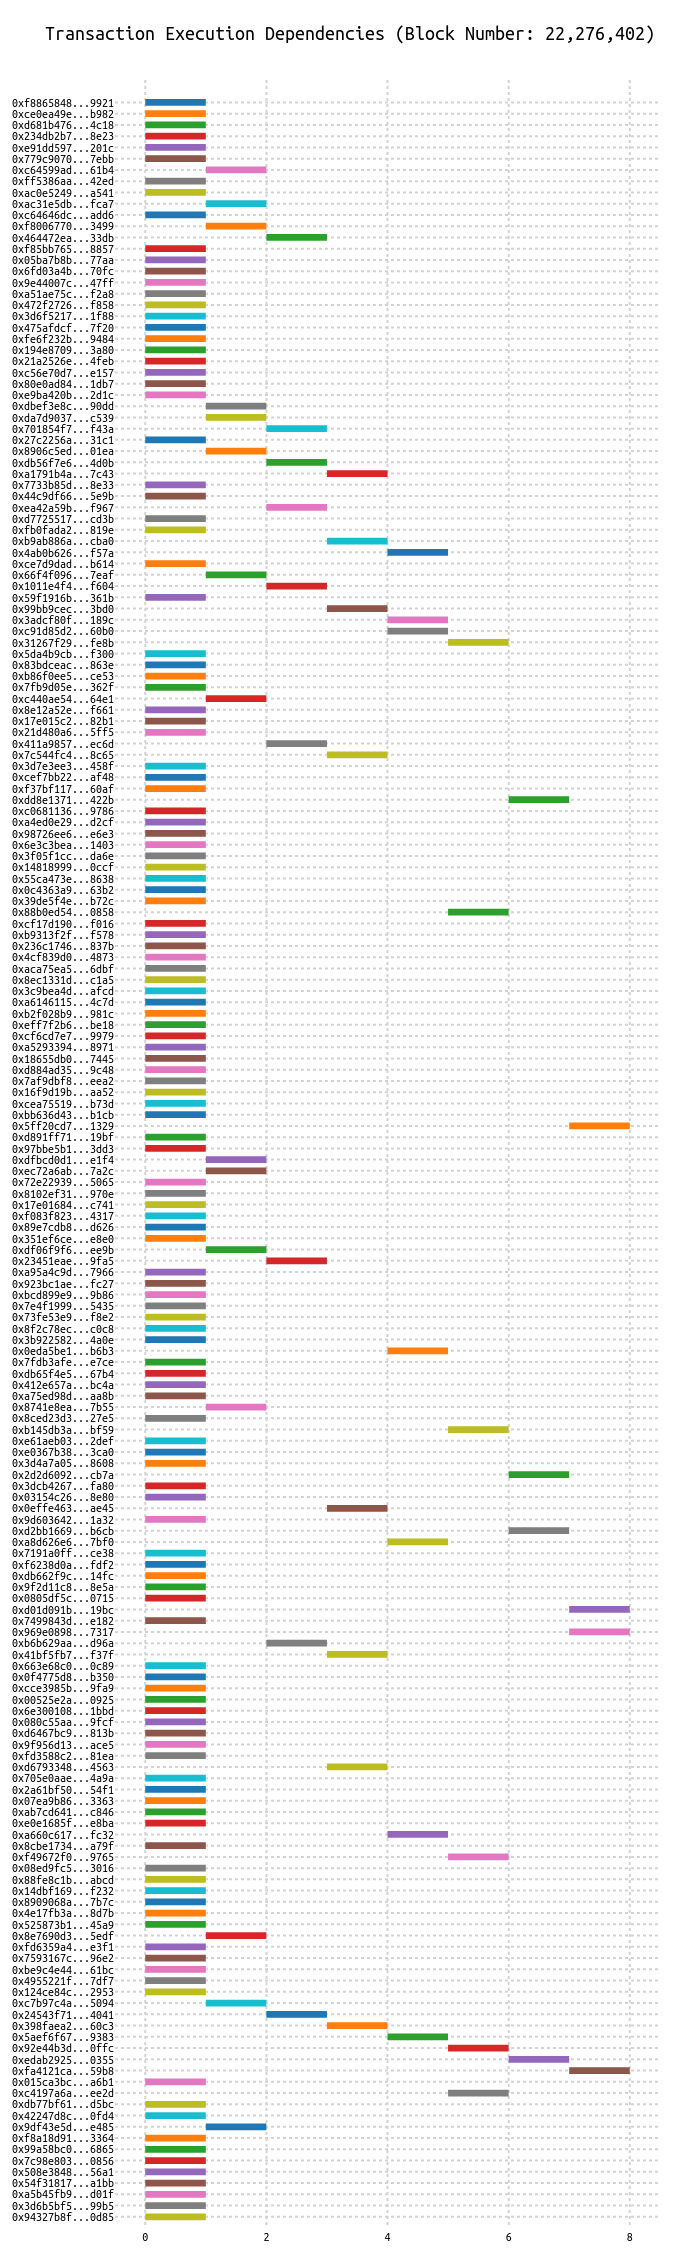 Transaction Execution Dependencies (Block Number: 22,276,402)
0xf8865848...9921
0xce0ea49e...b982
0xd681b476...4c18
0x234db2b7...8e23
0xe91dd597...201c
0x779c9070...7ebb
0xc64599ad...61b4
0xff5386aa...42ed
0xac0e5249...a541
0xac31e5db...fca7
0xc64646dc...add6
0xf8006770...3499
0x464472ea...33db
0xf85bb765...8857
0x05ba7b8b...77aa
0x6fd03a4b...70fc
0x9e44007c...47ff
0xa51ae75c...f2a8
0x472f2726...f858
0x3d6f5217...1f88
0x475afdcf...7f20
0xfe6f232b...9484
0x194e8709...3a80
0x21a2526e...4feb
0xc56e70d7...e157
0x80e0ad84...1db7
0xe9ba420b...2d1c
0xdbef3e8c...90dd
0xda7d9037...c539
0x701854f7...f43a
0x27c2256a...31c1
0x8906c5ed...01ea
0xdb56f7e6...4d0b
0xa1791b4a...7c43
0x7733b85d...8e33
0x44c9df66...5e9b
0xea42a59b...f967
0xd7725517...cd3b
0xfb0fada2...819e
0xb9ab886a...cba0
0x4ab0b626...f57a
0xce7d9dad...b614
0x66f4f096...7eaf
0x1011e4f4...f604
0x59f1916b...361b
0x99bb9cec...3bd0
0x3adcf80f...189c
0xc91d85d2...60b0
0x31267f29...fe8b
0x5da4b9cb...f300
0x83bdceac...863e
0xb86f0ee5...ce53
0x7fb9d05e...362f
0xc440ae54...64e1
0x8e12a52e...f661
0x17e015c2...82b1
0x21d480a6...5ff5
0x411a9857...ec6d
0x7c544fc4...8c65
0x3d7e3ee3...458f
0xcef7bb22...af48
0xf37bf117...60af
0xdd8e1371...422b
0xc0681136...9786
0xa4ed0e29...d2cf
0x98726ee6...e6e3
0x6e3c3bea...1403
0x3f05f1cc...da6e
0x14818999...0ccf
0x55ca473e...8638
0x0c4363a9...63b2
0x39de5f4e...b72c
0x88b0ed54...0858
0xcf17d190...f016
0xb9313f2f...f578
0x236c1746...837b
0x4cf839d0...4873
0xaca75ea5...6dbf
0x8ec1331d...c1a5
0x3c9bea4d...afcd
0xa6146115...4c7d
0xb2f028b9...981c
0xeff7f2b6...be18
0xcf6cd7e7...9979
0xa5293394...8971
0x18655db0...7445
0xd884ad35...9c48
0x7af9dbf8...eea2
0x16f9d19b...aa52
0xcea75519...b73d
0xbb636d43...b1cb
0x5ff20cd7...1329
0xd891ff71...19bf
0x97bbe5b1...3dd3
0xdfbcd0d1...e1f4
0xec72a6ab...7a2c
0x72e22939...5065
0x8102ef31...970e
0x17e01684...c741
0xf083f823...4317
0x89e7cdb8...d626
0x351ef6ce...e8e0
0xdf06f9f6...ee9b
0x23451eae...9fa5
0xa95a4c9d...7966
0x923bc1ae...fc27
0xbcd899e9...9b86
0x7e4f1999...5435
0x73fe53e9...f8e2
0x8f2c78ec...c0c8
0x3b922582...4a0e
0x0eda5be1...b6b3
0x7fdb3afe...e7ce
0xdb65f4e5...67b4
0x412e657a...bc4a
0xa75ed98d...aa8b
0x8741e8ea...7b55
0x8ced23d3...27e5
0xb145db3a...bf59
0xe61aeb03...2def
0xe0367b38...3ca0
0x3d4a7a05...8608
0x2d2d6092...cb7a
0x3dcb4267...fa80
0x03154c26...8e80
0x0effe463...ae45
0x9d603642...1a32
0xd2bb1669...b6cb
0xa8d626e6...7bf0
0x7191a0ff...ce38
0xf6238d0a...fdf2
0xdb662f9c...14fc
0x9f2d11c8...8e5a
0x0805df5c...0715
0xd01d091b...19bc
0x7499843d...e182
0x969e0898...7317
0xb6b629aa...d96a
0x41bf5fb7...f37f
0x663e68c0...0c89
0x0f4775d8...b350
0xcce3985b...9fa9
0x00525e2a...0925
0x6e300108...1bbd
0x080c55aa...9fcf
0xd6467bc9...813b
0x9f956d13...ace5
0xfd3588c2...81ea
0xd6793348...4563
0x705e0aae...4a9a
0x2a61bf50...54f1
0x07ea9b86...3363
0xab7cd641...c846
0xe0e1685f...e8ba
0xa660c617...fc32
0x8cbe1734...a79f
0xf49672f0...9765
0x08ed9fc5...3016
0x88fe8c1b...abcd
0x14dbf169...f232
0x8909068a...7b7c
0x4e17fb3a...8d7b
0x525873b1...45a9
0x8e7690d3...5edf
0xfd6359a4...e3f1
0x7593167c...96e2
0xbe9c4e44...61bc
0x4955221f...7df7
0x124ce84c...2953
0xc7b97c4a...5094
0x24543f71...4041
0x398faea2...60c3
0x5aef6f67...9383
0x92e44b3d...0ffc
0xedab2925...0355
0xfa4121ca...59b8
0x015ca3bc...a6b1
0xc4197a6a...ee2d
0xdb77bf61...d5bc
0x42247d8c...0fd4
0x9df43e5d...e485
0xf8a18d91...3364
0x99a58bc0...6865
0x7c98e803...0856
0x508e3848...56a1
0x54f31817...a1bb
0xa5b45fb9...d01f
0x3d6b5bf5...99b5
0x94327b8f...0d85
0 2 4 6 8